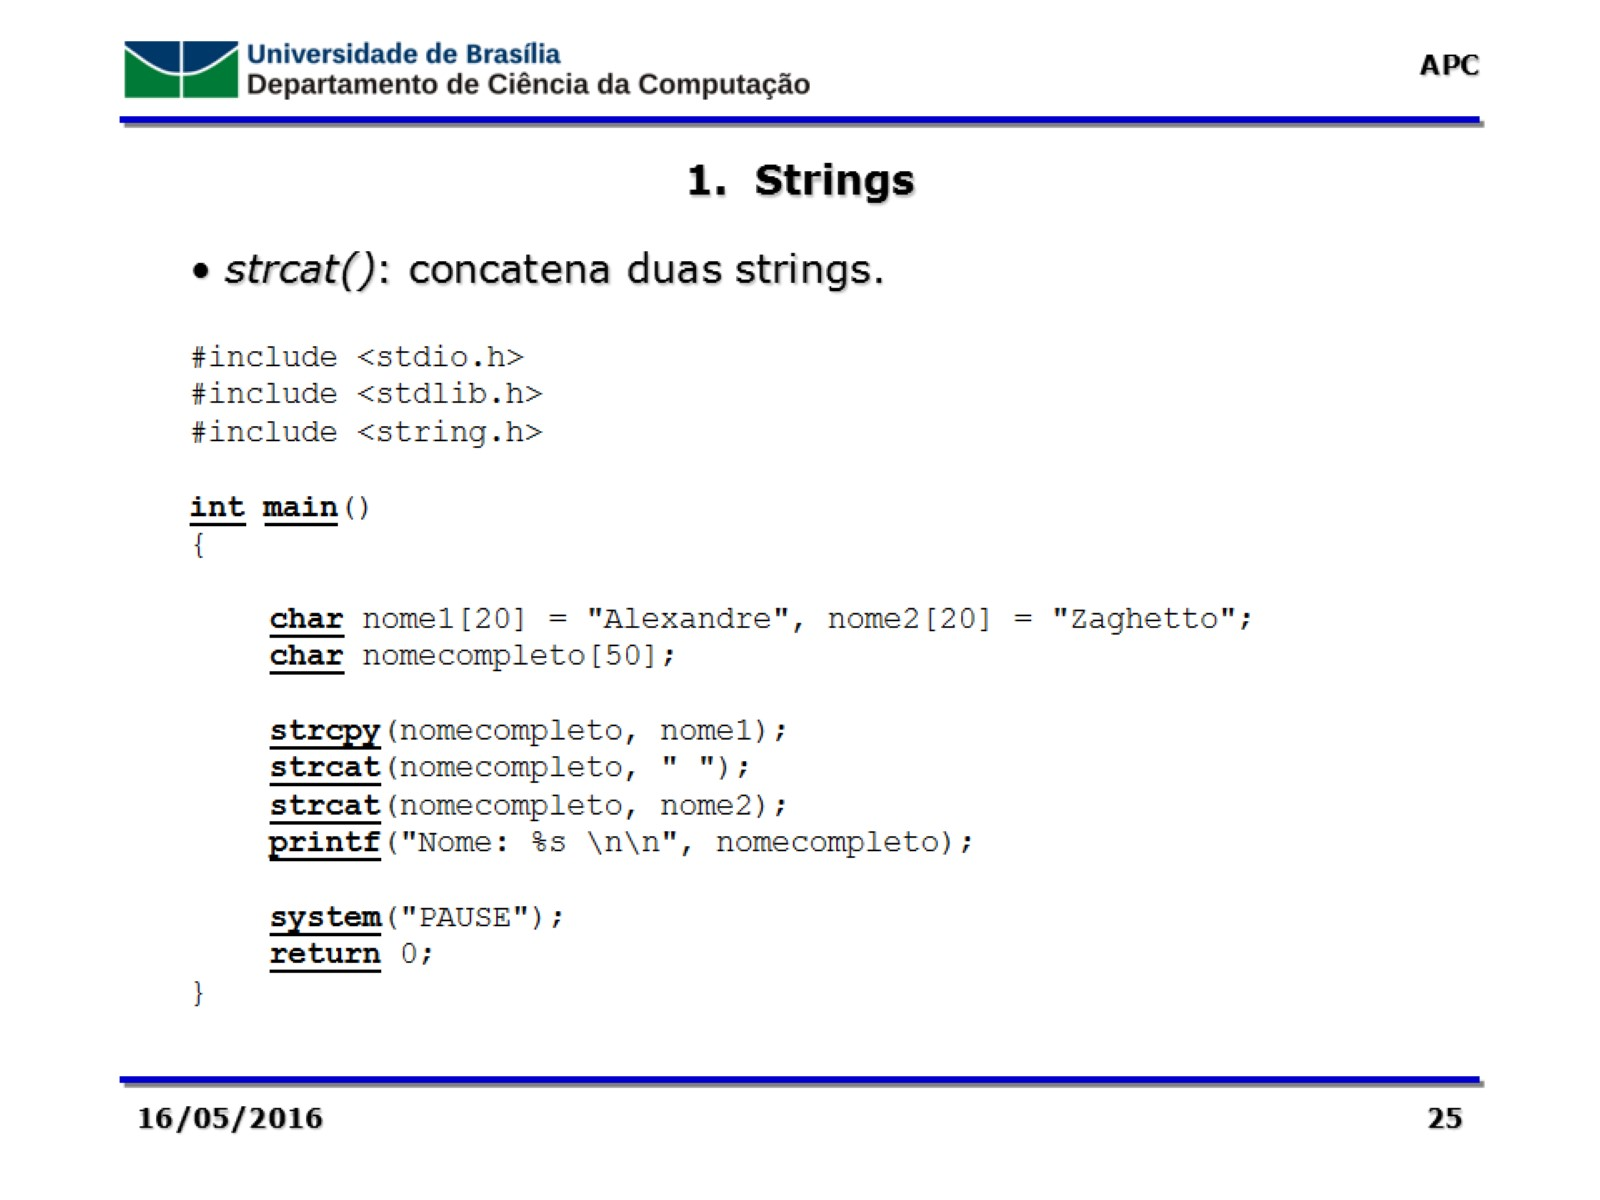 Universidade de Brasília
Departamento de Ciência da Computação
APC
1. Strings
• strcat(): concatena duas strings.
#include <stdio.h>
#include <stdlib.h>
#include <string.h>
int main()
{
char nome1[20] = "Alexandre", nome2[20] = "Zaghetto";
char nomecompleto[50];
strcpy(nomecompleto, nome1);
strcat(nomecompleto, " ");
strcat(nomecompleto, nome2);
printf("Nome: %s \n\n", nomecompleto);
system("PAUSE");
return 0;
}
16/05/2016
25